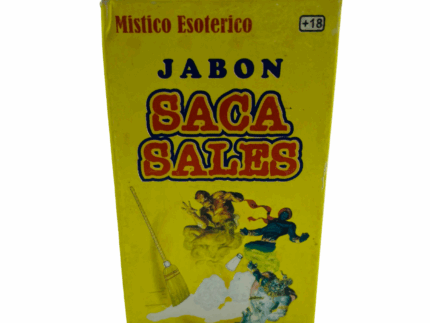 Mistico Esoterico
+18
JABON
SACA
SALES